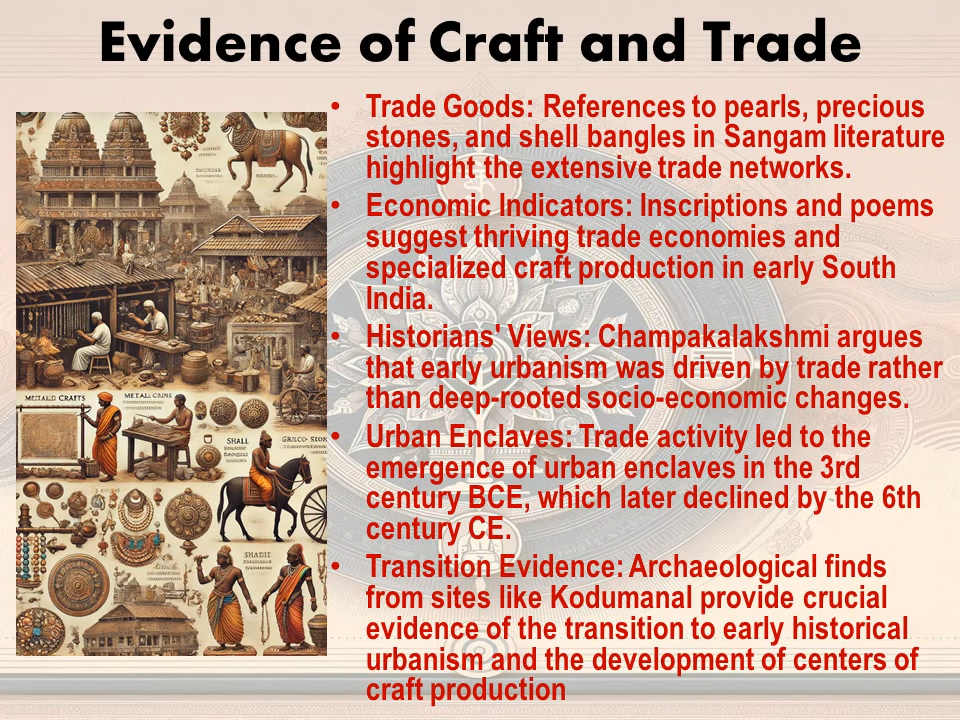 Evidence of Craft and Trade
• Trade Goods: References to pearls, precious
stones, and shell bangles in Sangam literature
highlight the extensive trade networks.
• Economic Indicators: Inscriptions and poems
suggest thriving trade economies and
specialized craft production in early South
India.
• Historians' Views: Champakalakshmi argues
that early urbanism was driven by trade rather
than deep-rooted socio-economic changes.
• Urban Enclaves: Trade activity led to the
emergence of urban enclaves in the 3rd
century BCE, which later declined by the 6th
century CE.
• Transition Evidence: Archaeological finds
from sites like Kodumanal provide crucial
evidence of the transition to early historical
urbanism and the development of centers of
craft production
CRAFTS
SHALL
SHADIE